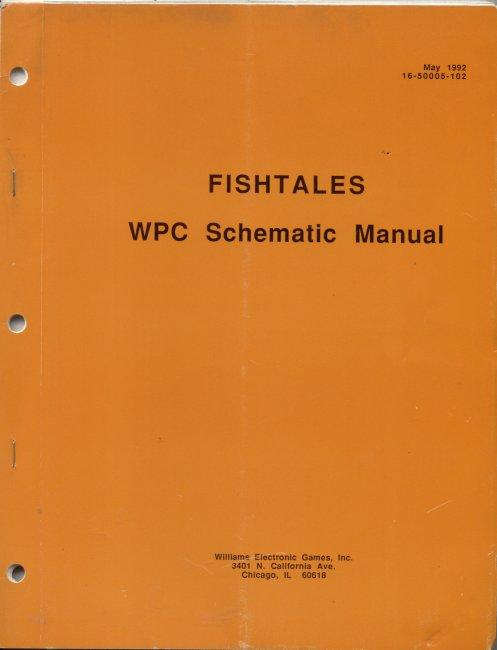 May 1992
16-50005-102
FISHTALES
WPC Schematic Manual
Williams Electronic Games, Inc.
3401 N. California Ave.
Chicago, IL 60618